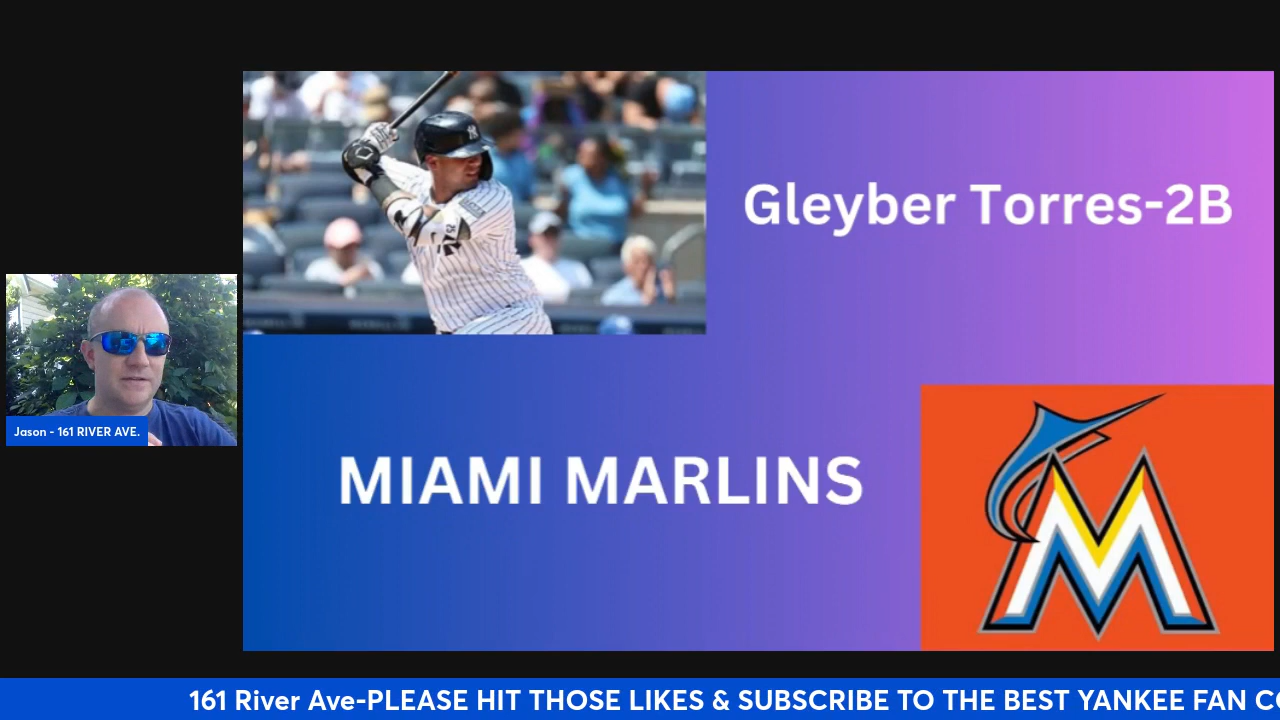 Gleyber Torres-2B
MIAMI MARLINS
Jason - 161 RIVER AVE.
161 River Ave-PLEASE HIT THOSE LIKES & SUBSCRIBE TO THE BEST YANKEE FAN